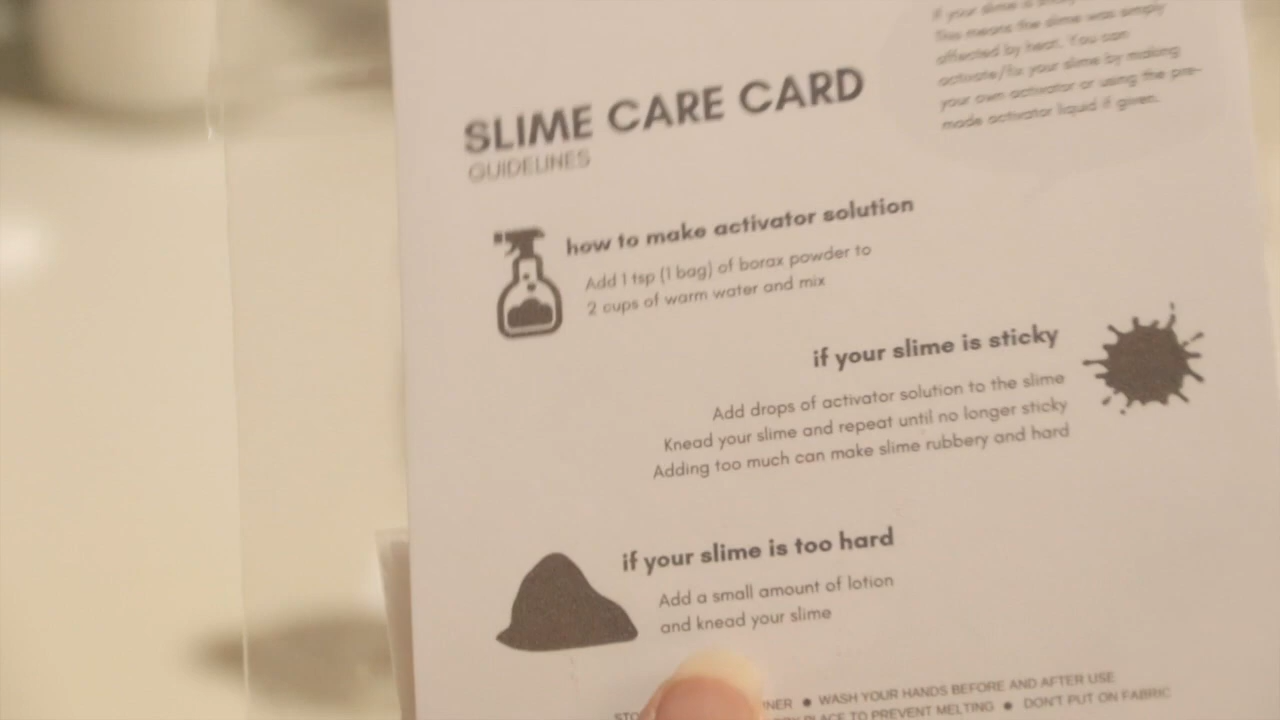 This means the slime was simply
affected by heat. You can
activate/fix your slime by making
your own activator or using the pre-
made activator liquid if given.
SLIME CARE CARD
GUIDELINES
how to make activator solution
Add 1 tsp (1 bag) of borax powder to
2 cups of warm water and mix
if your slime is sticky
Add drops of activator solution to the slime
Knead your slime and repeat until no longer sticky
Adding too much can make slime rubbery and hard
if your slime is too hard
Add a small amount of lotion
and knead your slime
● WASH YOUR HANDS BEFORE AND AFTER USE
PLACE TO PREVENT MELTING ● DON'T PUT ON FABRIC